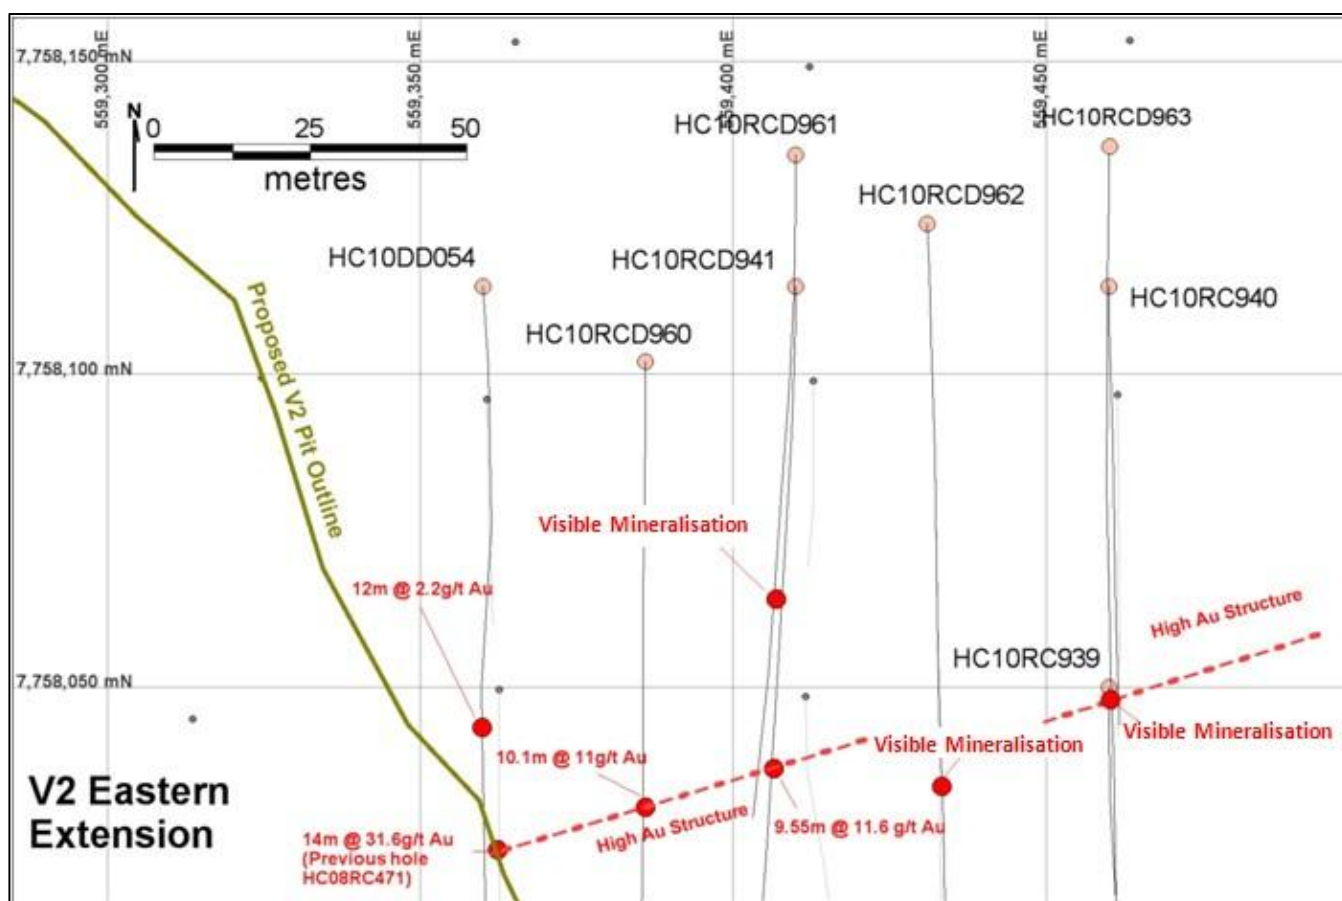 7,758,150 mN
559,300 mE
559,350 mE
559,400 mE
559,450 mE
N
0 25 50
metres
HC10RCD961
HC10RCD963
HC10RCD962
HC10DD054
HC10RCD941
HC10RC940
HC10RCD960
7,758,100 mN
Proposed V2 Pit Outline
Visible Mineralisation
12m @ 2.2g/t Au
High Au Structure
HC10RC939
7,758,050 mN
Visible Mineralisation
Visible Mineralisation
10.1m @ 11g/t Au
V2 Eastern
Extension
High Au Structure
9.55m @ 11.6 g/t Au
14m @ 31.6g/t Au
(Previous hole
HC08RC471)